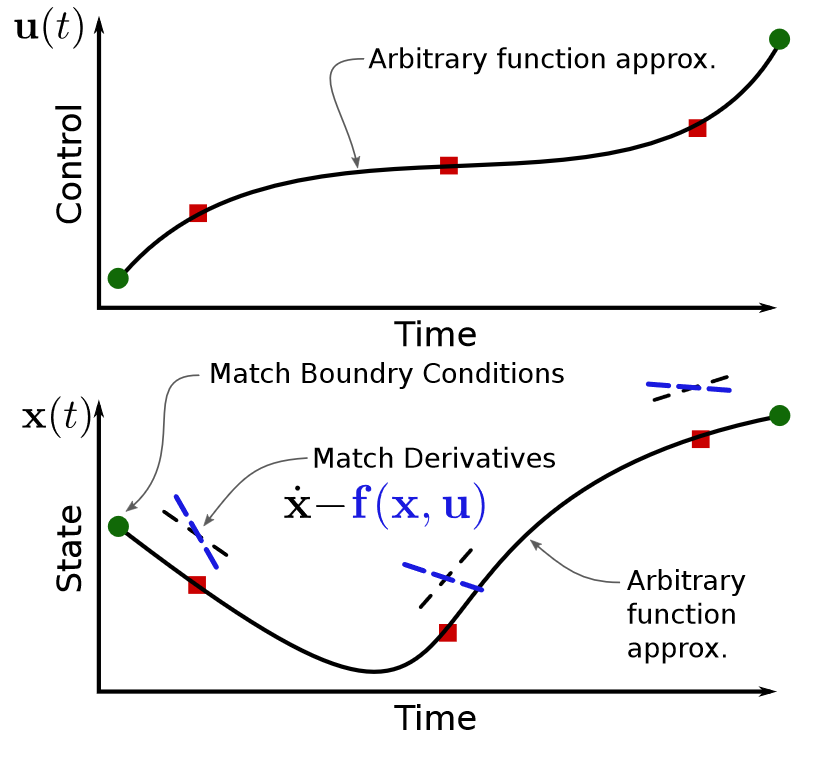 u(t)
Arbitrary function approx.
Control
Time
Match Boundry Conditions
x(t)
Match Derivatives
ẋ−f(x, u)
State
Arbitrary
function
approx.
Time